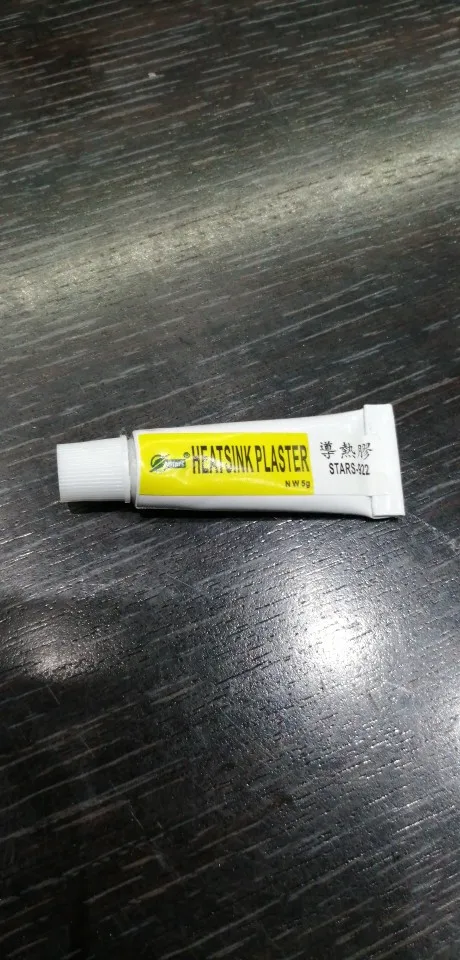 HEATSINK PLASTER
N W 5g
導熱膠
STARS-922